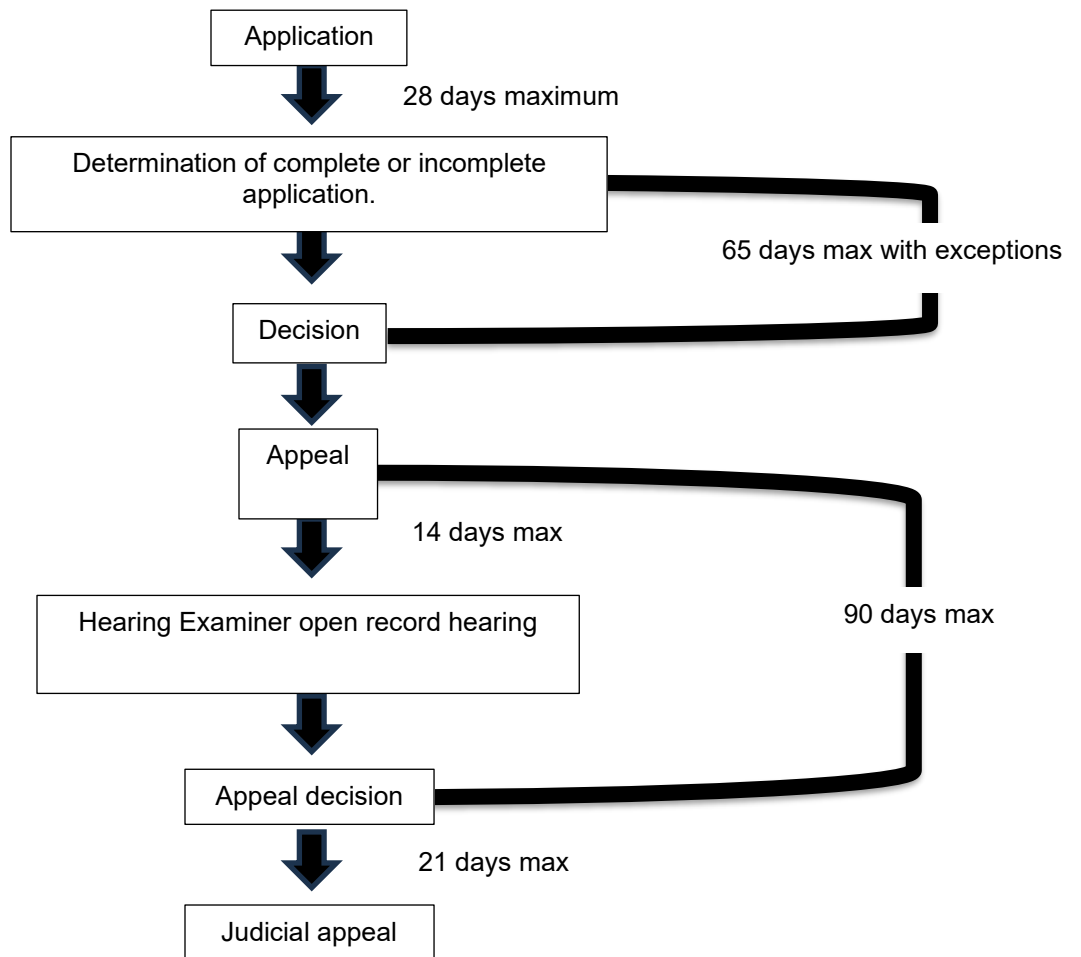 Application
28 days maximum
Determination of complete or incomplete
application.
65 days max with exceptions
Decision
Appeal
14 days max
Hearing Examiner open record hearing
90 days max
Appeal decision
21 days max
Judicial appeal